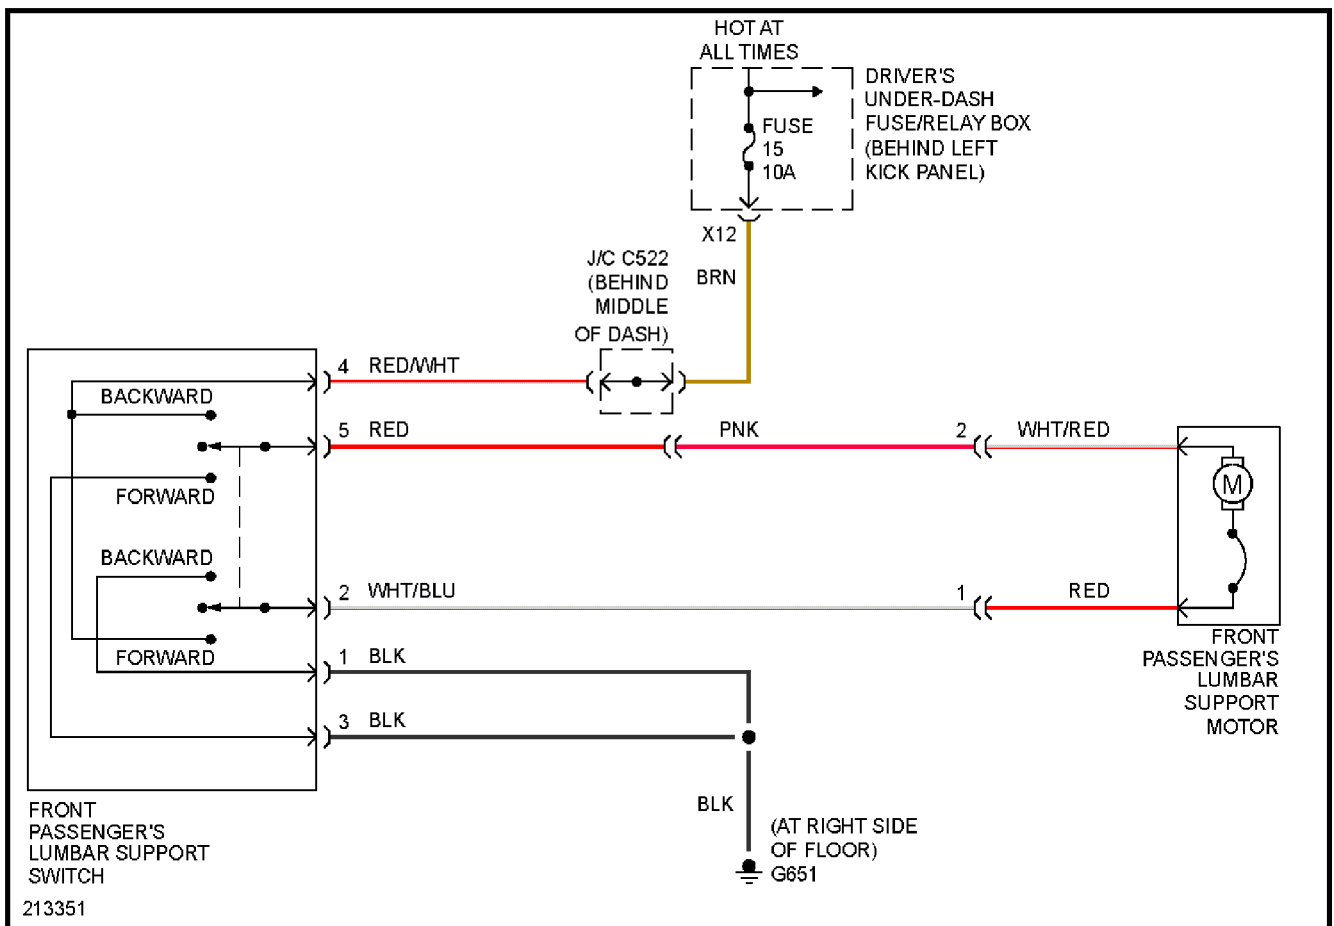 HOT AT
ALL TIMES
DRIVER'S
UNDER-DASH
FUSE/RELAY BOX
(BEHIND LEFT
KICK PANEL)
FUSE
15
10A
X12
BRN
J/C C522
(BEHIND
MIDDLE
OF DASH)
4 RED/WHT
BACKWARD
5 RED
PNK
2 WHT/RED
FORWARD
M
BACKWARD
2 WHT/BLU
1 RED
FORWARD
1 BLK
3 BLK
FRONT
PASSENGER'S
LUMBAR
SUPPORT
MOTOR
BLK
(AT RIGHT SIDE
OF FLOOR)
G651
FRONT
PASSENGER'S
LUMBAR SUPPORT
SWITCH
213351